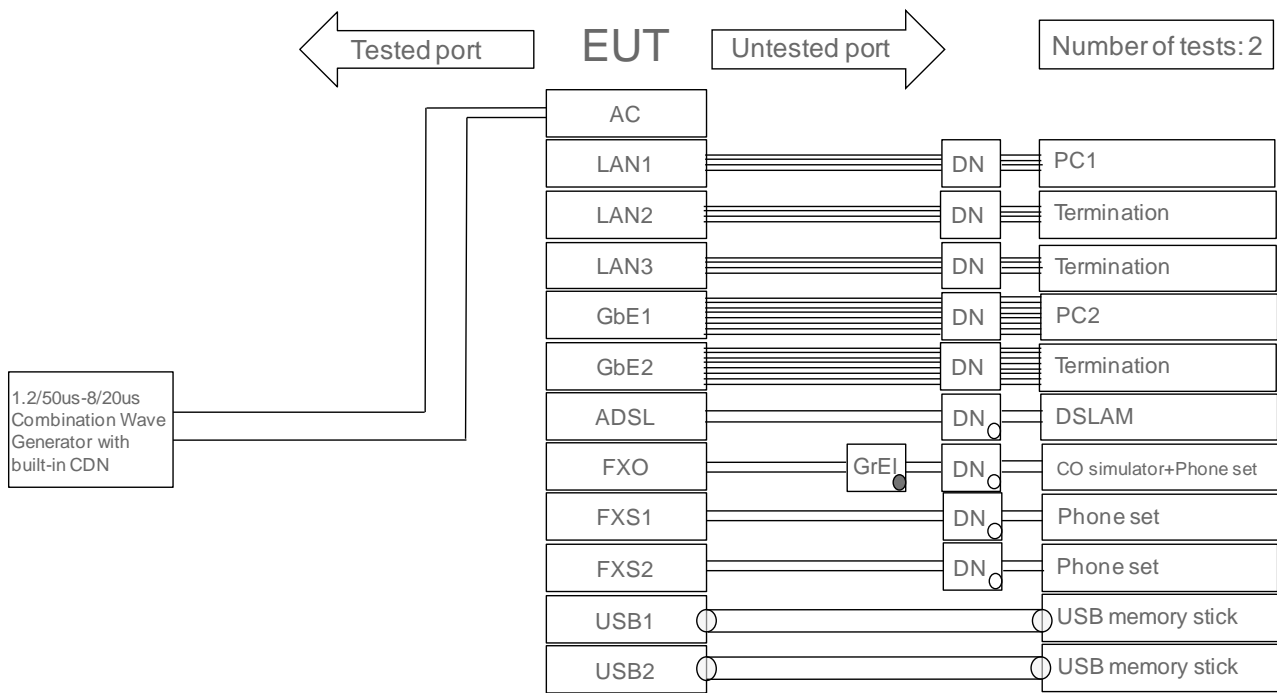 Tested port
EUT
Untested port
Number of tests: 2
AC
LAN1
DN
PC1
LAN2
DN
Termination
LAN3
DN
Termination
GbE1
DN
PC2
GbE2
DN
Termination
1.2/50us-8/20us
Combination Wave
Generator with
built-in CDN
ADSL
DN
DSLAM
FXO
GrEI
DN
CO simulator+Phone set
FXS1
DN
Phone set
FXS2
DN
Phone set
USB1
USB memory stick
USB2
USB memory stick